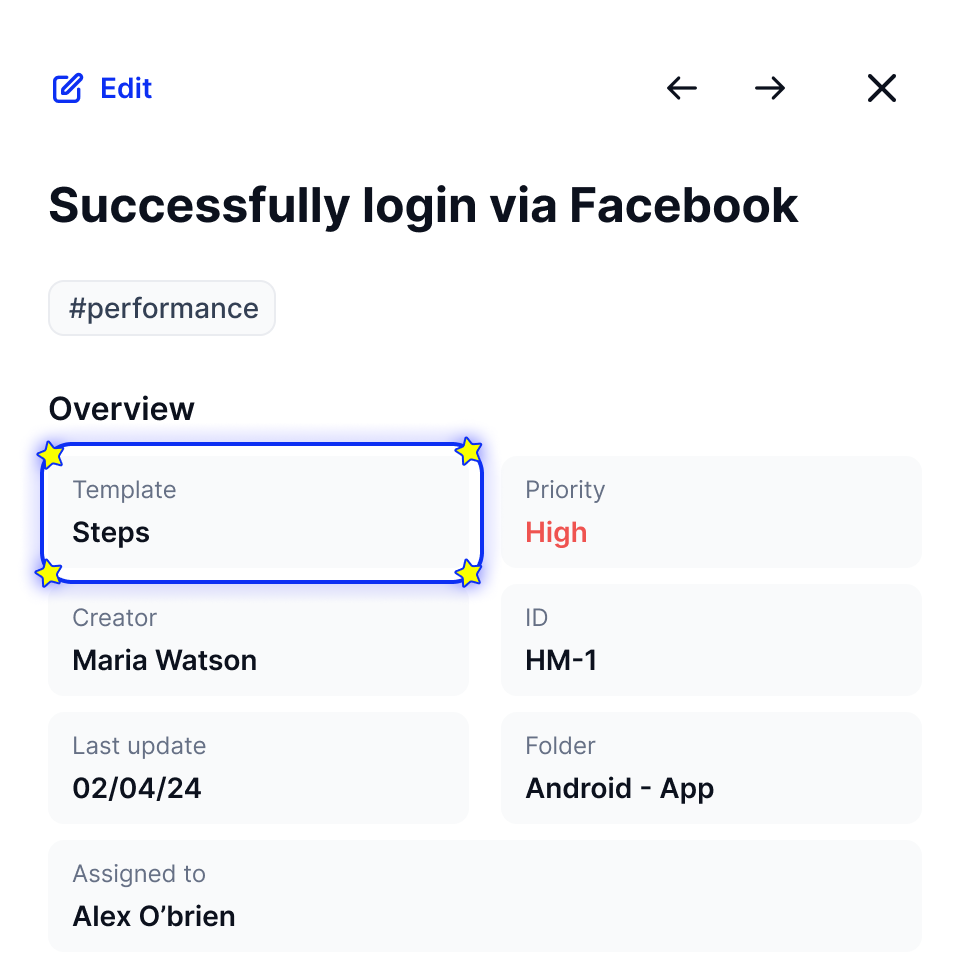 Edit
Successfully login via Facebook
#performance
Overview
Template
Steps
Priority
High
Creator
Maria Watson
ID
HM-1
Last update
02/04/24
Folder
Android - App
Assigned to
Alex O’brien